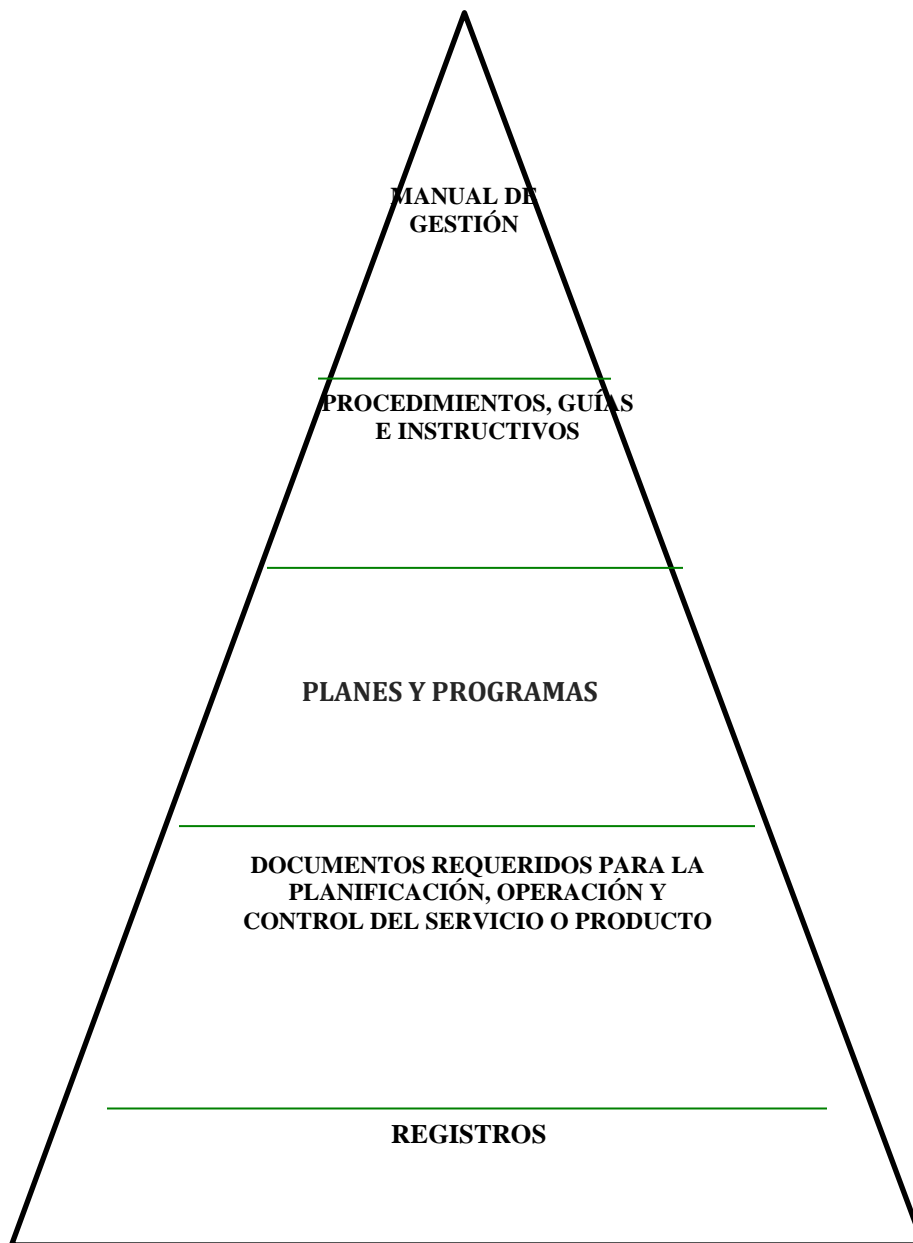 MANUAL DE
GESTIÓN
PROCEDIMIENTOS, GUÍAS
E INSTRUCTIVOS
PLANES Y PROGRAMAS
DOCUMENTOS REQUERIDOS PARA LA
PLANIFICACIÓN, OPERACIÓN Y
CONTROL DEL SERVICIO O PRODUCTO
REGISTROS